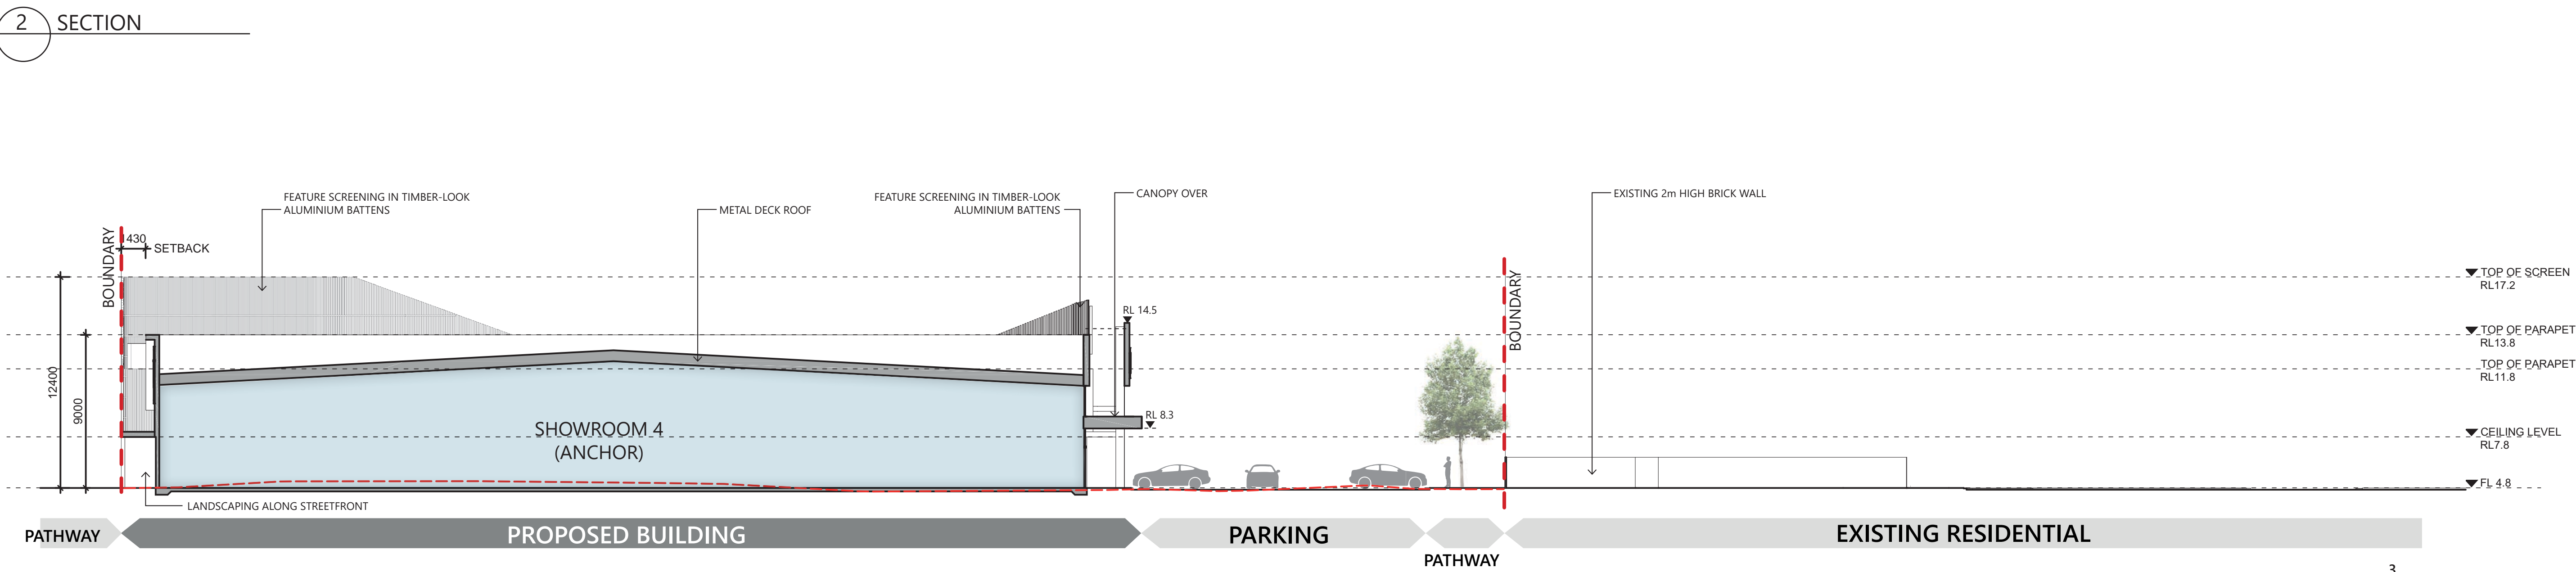 2 SECTION
FEATURE SCREENING IN TIMBER-LOOK
ALUMINIUM BATTENS
METAL DECK ROOF
FEATURE SCREENING IN TIMBER-LOOK
ALUMINIUM BATTENS
CANOPY OVER
EXISTING 2m HIGH BRICK WALL
BOUNDARY
1430
SETBACK
BOUNDARY
TOP OF SCREEN
RL17.2
RL 14.5
TOP OF PARAPET
RL13.8
TOP OF PARAPET
RL11.8
12400
9000
RL 8.3
SHOWROOM 4
(ANCHOR)
CEILING LEVEL
RL7.8
FL 4.8
LANDSCAPING ALONG STREETFRONT
PATHWAY
PROPOSED BUILDING
PARKING
PATHWAY
EXISTING RESIDENTIAL
3